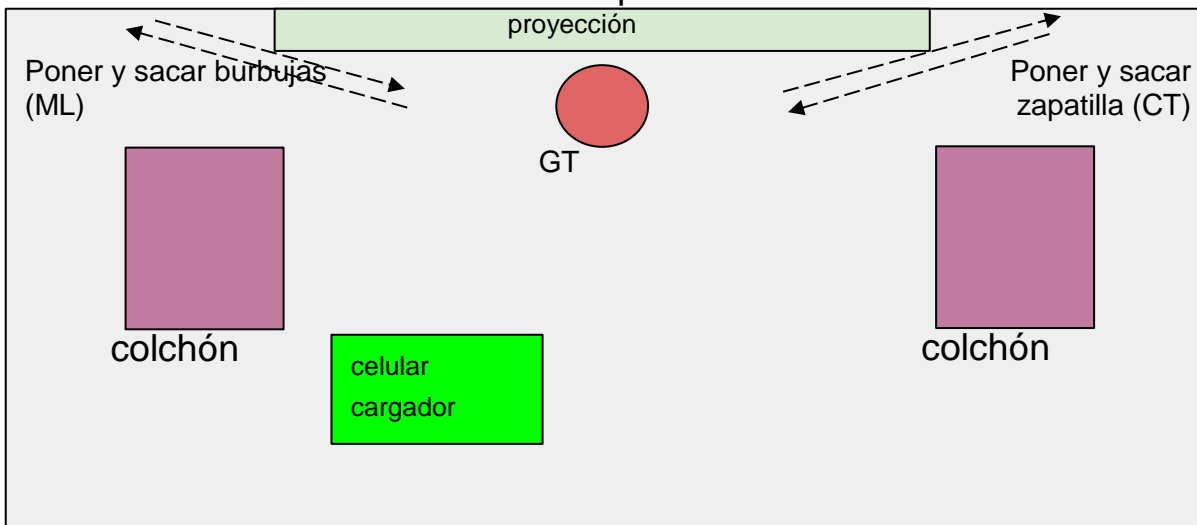 proyección
Poner y sacar burbujas
(ML)
Poner y sacar
zapatilla (CT)
GT
colchón
colchón
celular
cargador